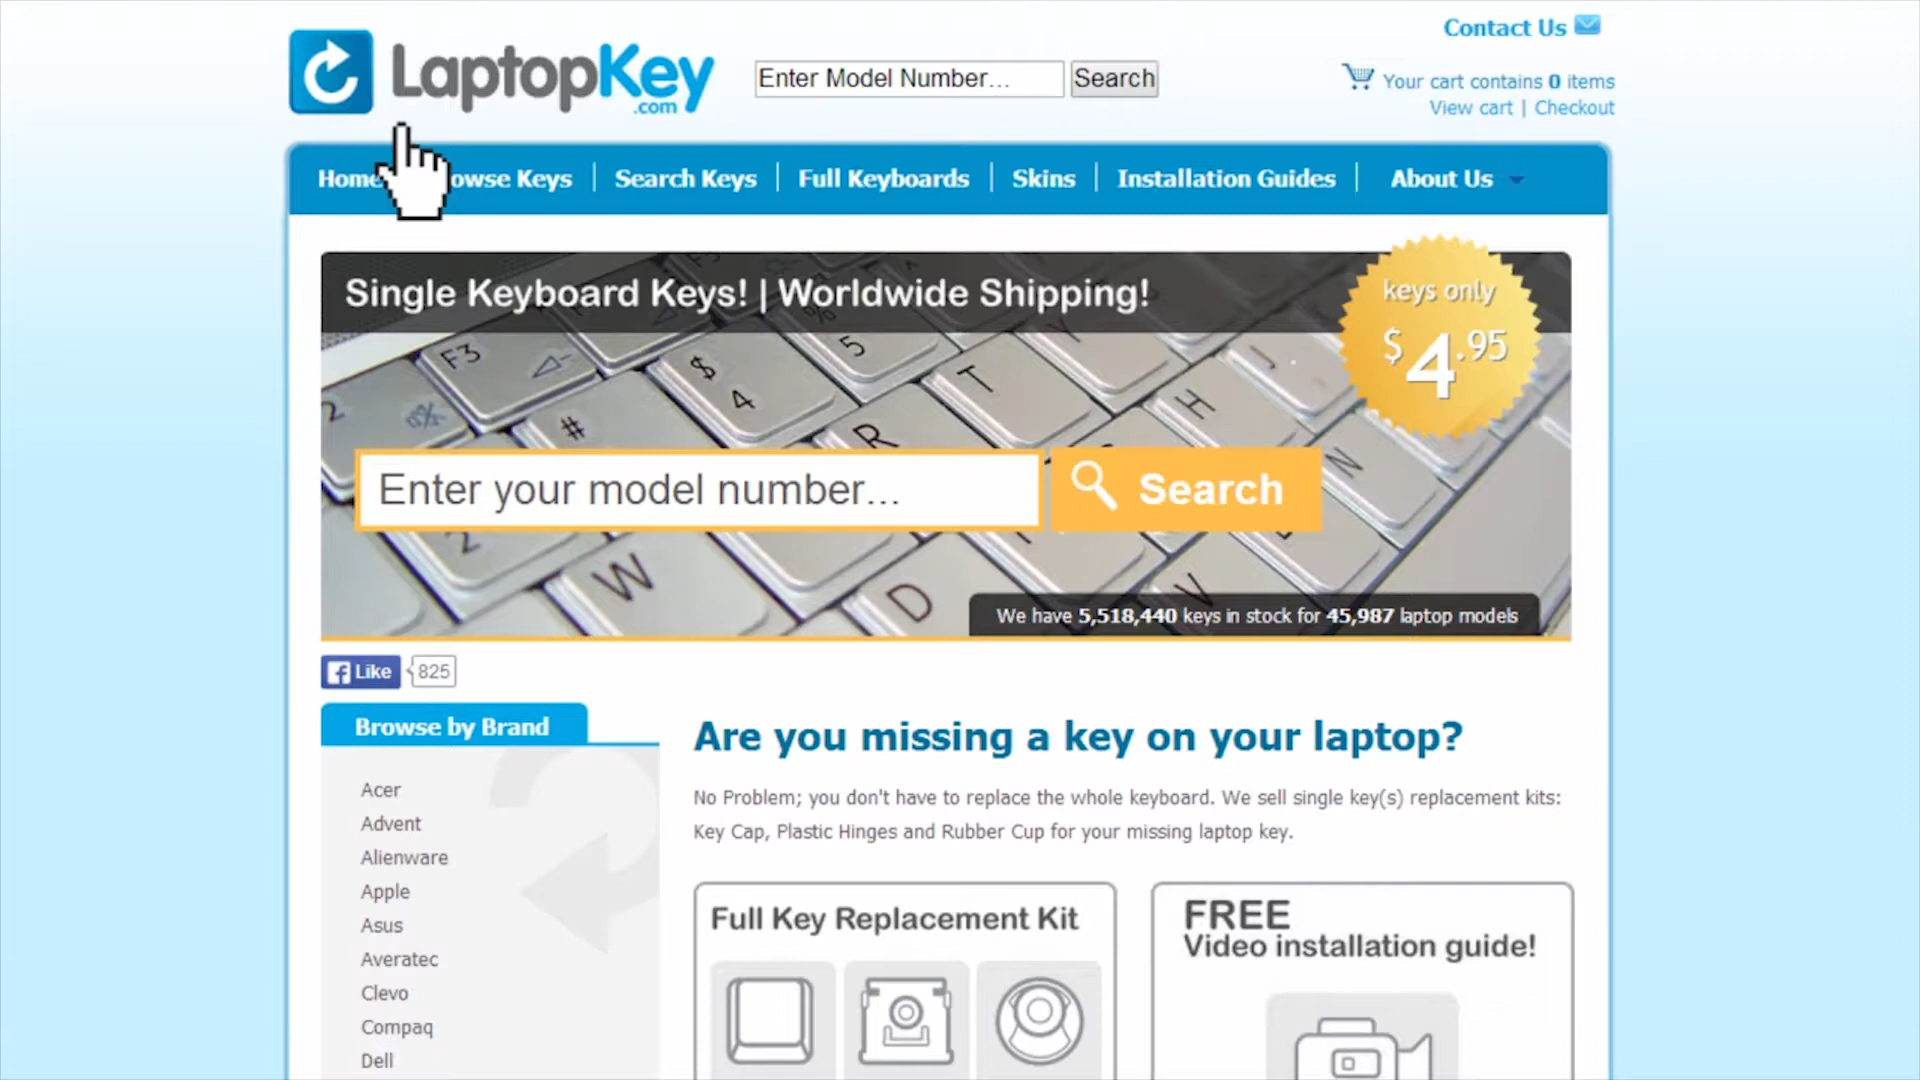 Contact Us
LaptopKey
.com
Enter Model Number...
Search
Your cart contains 0 items
View cart | Checkout
Home
owse Keys
Search Keys
Full Keyboards
Skins
Installation Guides
About Us
Single Keyboard Keys! | Worldwide Shipping!
keys only
$4.95
F3
$
4
%
5
T
Y
J
2
#
R
H
N
Enter your model number...
Search
2
W
D
V
We have 5,518,440 keys in stock for 45,987 laptop models
Like
825
Browse by Brand
Acer
Advent
Alienware
Apple
Asus
Averatec
Clevo
Compaq
Dell
Are you missing a key on your laptop?
No Problem; you don't have to replace the whole keyboard. We sell single key(s) replacement kits:
Key Cap, Plastic Hinges and Rubber Cup for your missing laptop key.
Full Key Replacement Kit
FREE
Video installation guide!